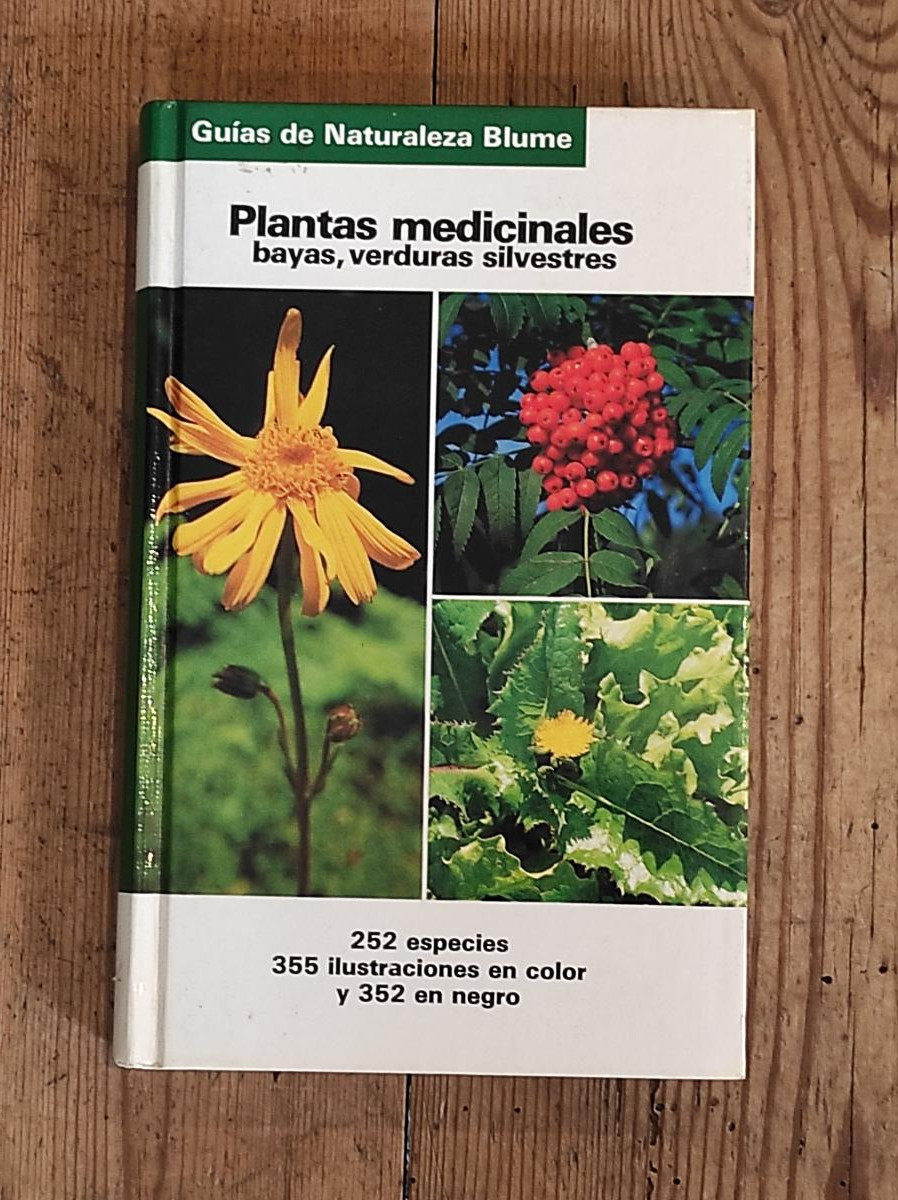 Guías de Naturaleza Blume
Plantas medicinales
bayas, verduras silvestres
252 especies
355 ilustraciones en color
y 352 en negro